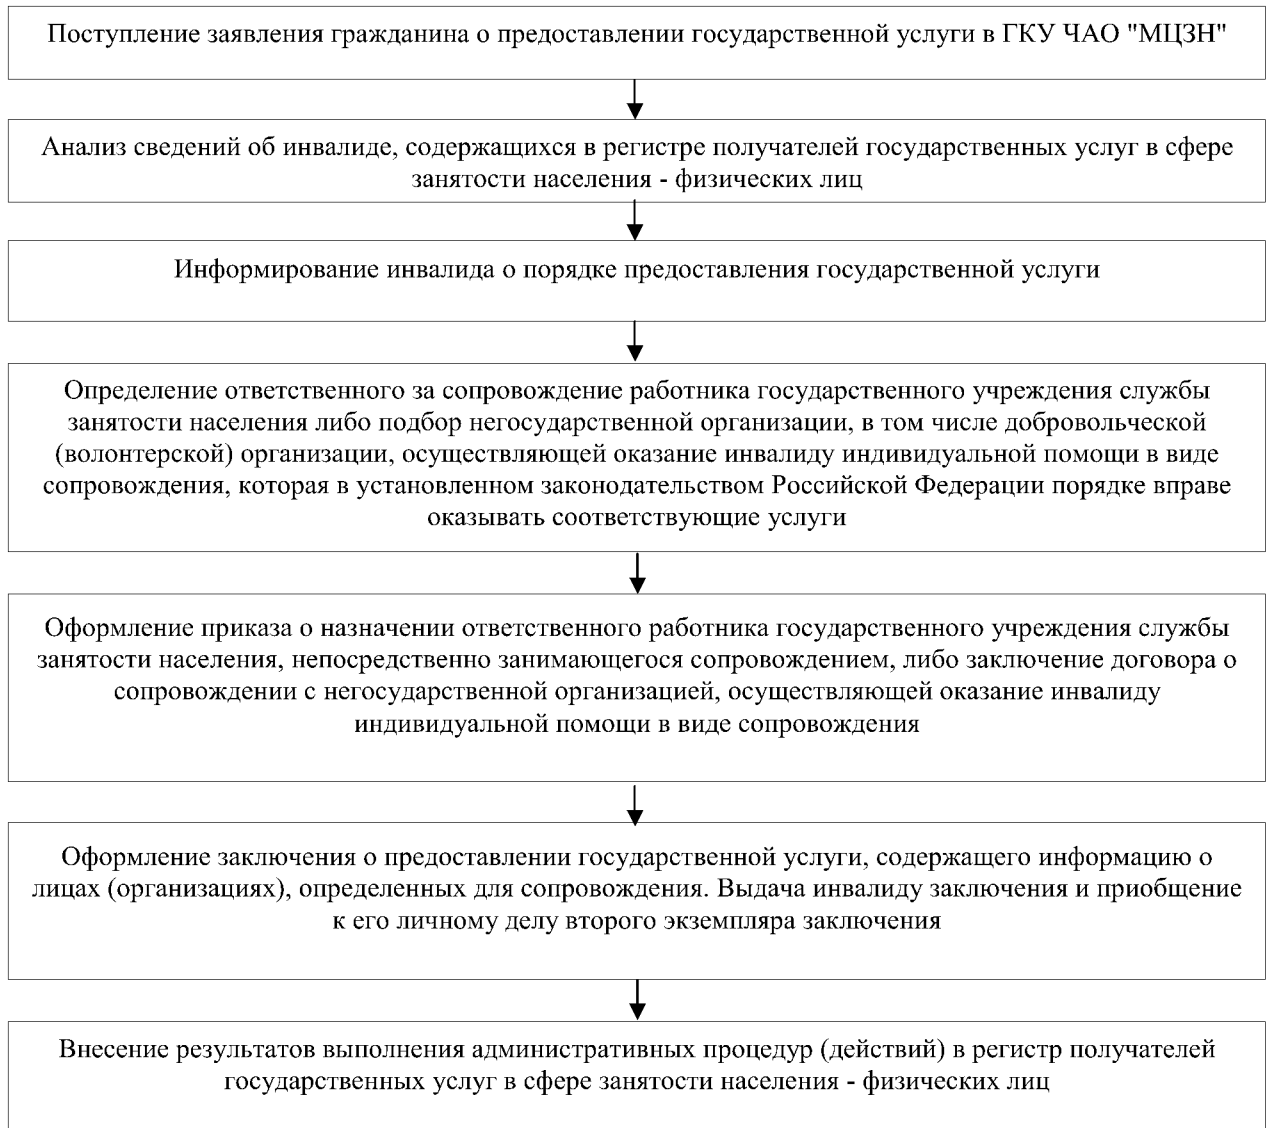 Поступление заявления гражданина о предоставлении государственной услуги в ГКУ ЧАО "МЦЗН"
Анализ сведений об инвалиде, содержащихся в регистре получателей государственных услуг в сфере
занятости населения - физических лиц
Информирование инвалида о порядке предоставления государственной услуги
Определение ответственного за сопровождение работника государственного учреждения службы
занятости населения либо подбор негосударственной организации, в том числе добровольческой
(волонтерской) организации, осуществляющей оказание инвалиду индивидуальной помощи в виде
сопровождения, которая в установленном законодательством Российской Федерации порядке вправе
оказывать соответствующие услуги
Оформление приказа о назначении ответственного работника государственного учреждения службы
занятости населения, непосредственно занимающегося сопровождением, либо заключение договора о
сопровождении с негосударственной организацией, осуществляющей оказание инвалиду
индивидуальной помощи в виде сопровождения
Оформление заключения о предоставлении государственной услуги, содержащего информацию о
лицах (организациях), определенных для сопровождения. Выдача инвалиду заключения и приобщение
к его личному делу второго экземпляра заключения
Внесение результатов выполнения административных процедур (действий) в регистр получателей
государственных услуг в сфере занятости населения - физических лиц